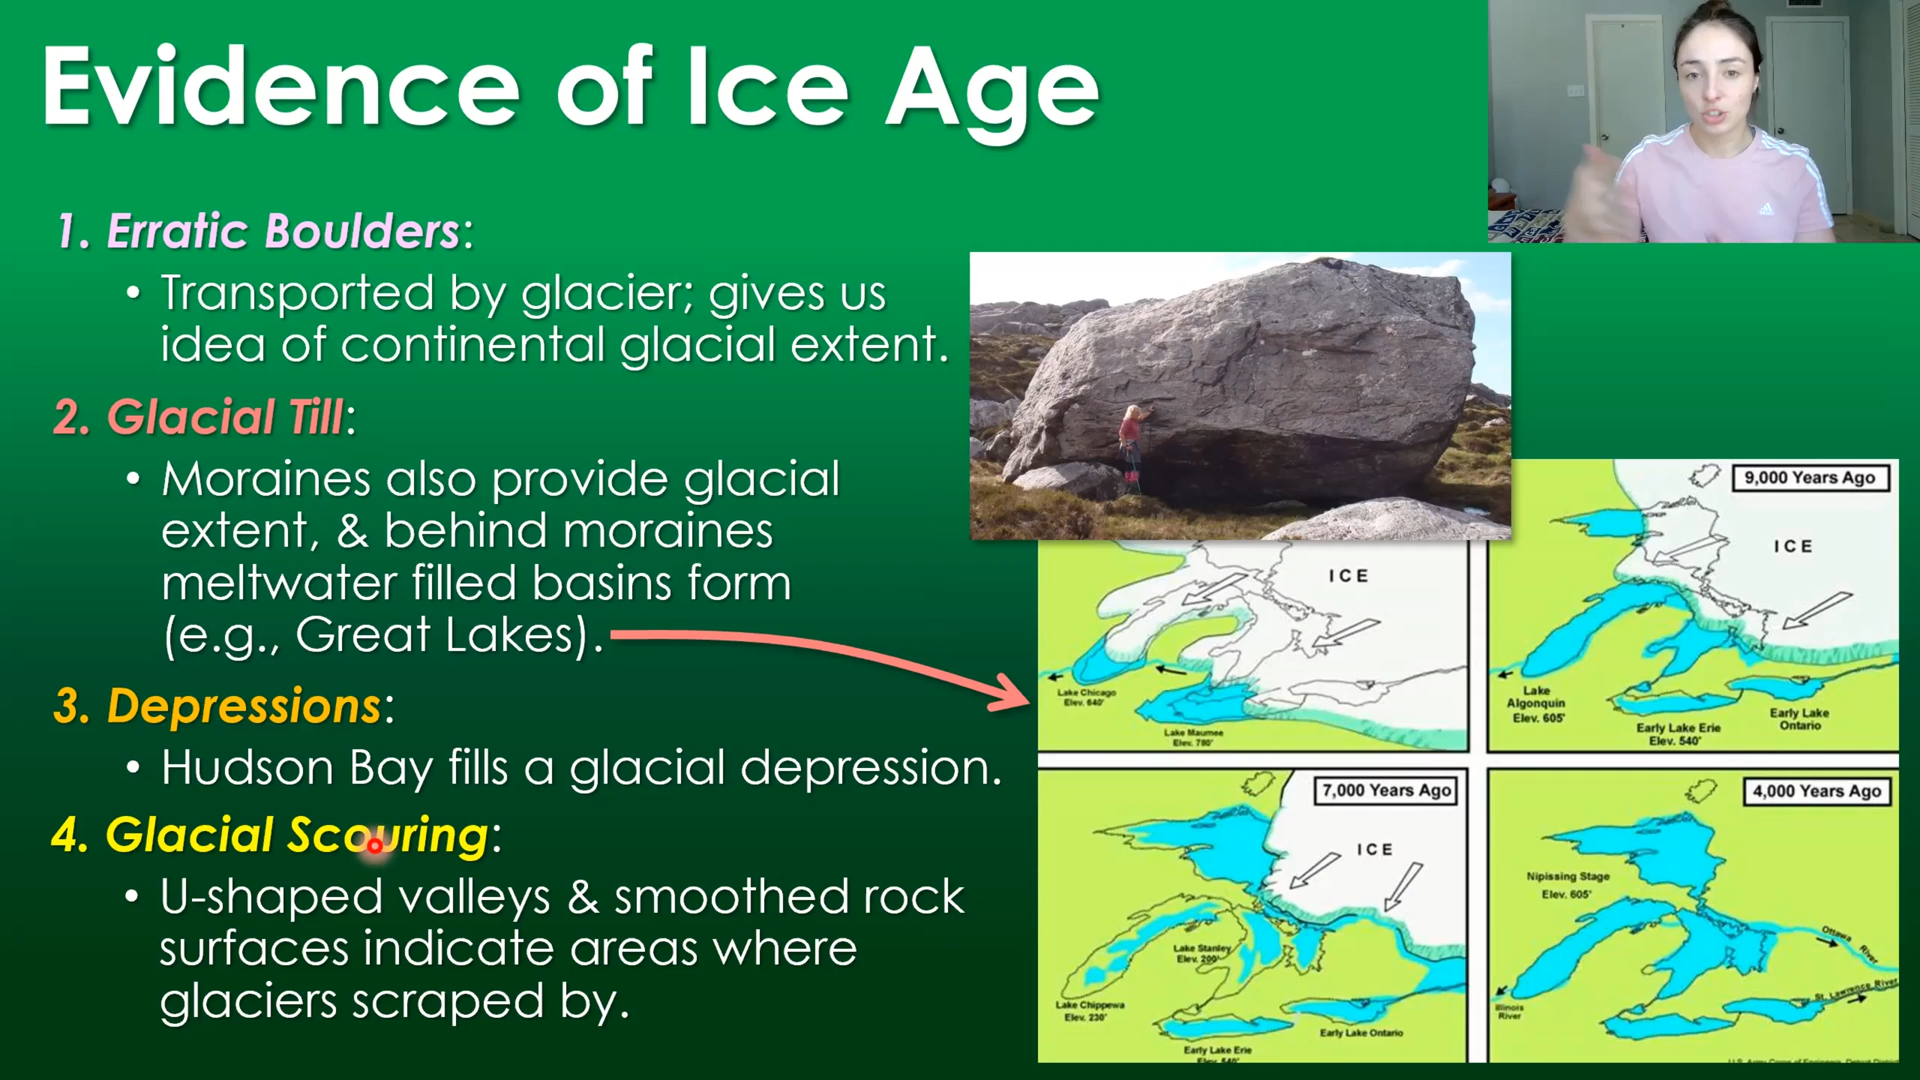 Evidence of Ice Age
1. Erratic Boulders:
• Transported by glacier; gives us
idea of continental glacial extent.
2. Glacial Till:
• Moraines also provide glacial
extent, & behind moraines
meltwater filled basins form
(e.g., Great Lakes).
3. Depressions:
• Hudson Bay fills a glacial depression.
4. Glacial Scouring:
• U-shaped valleys & smoothed rock
surfaces indicate areas where
glaciers scraped by.
ICE
Lake Chicago
Elev. 640'
Lake Maumee
Elev. 780'
9,000 Years Ago
ICE
Lake
Algonquin
Elev. 605'
Early Lake Erie
Elev. 540'
Early Lake
Ontario
7,000 Years Ago
ICE
Lake Stanley
Elev. 200'
Lake Chippewa
Elev. 230'
Early Lake Ontario
Early Lake Erie
Elev. 540'
4,000 Years Ago
Nipissing Stage
Elev. 605'
Ottawa
River
St. Lawrence River
Illinois
River
adidas